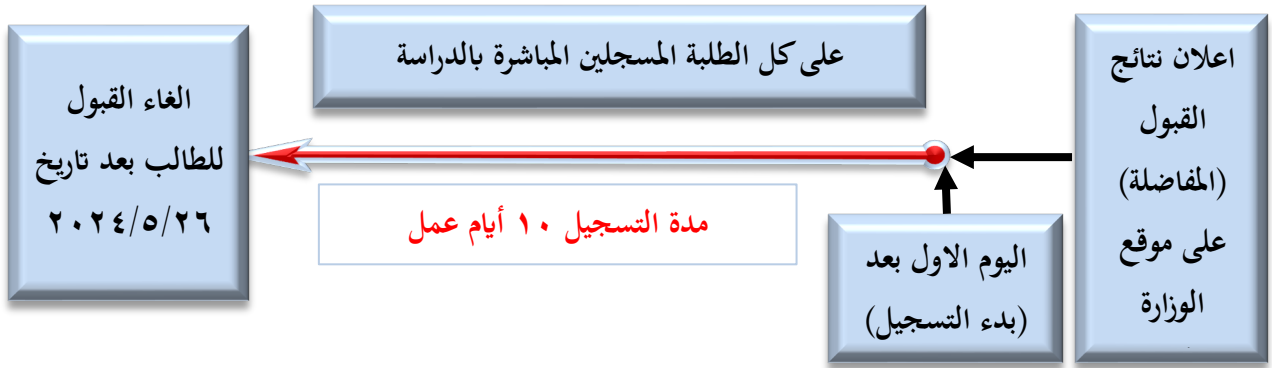 اعلان نتائج
القبول
(المفاضلة)
على موقع
الوزارة
على كل الطلبة المسجلين المباشرة بالدراسة
الغاء القبول
للطالب بعد تاريخ
٢٠٢٤/٥/٢٦
مدة التسجيل ١٠ أيام عمل
اليوم الاول بعد
(بدء التسجيل)